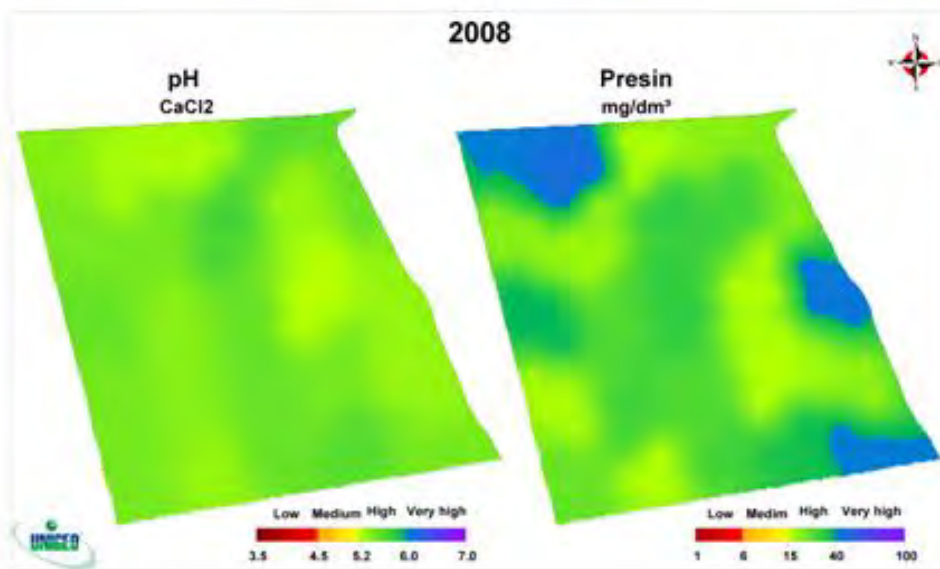 2008
pH
CaCl2
Presin
mg/dm³
N
Low Medium High Very high
3.5 4.5 5.2 6.0 7.0
Low Medim High Very high
1 6 15 40 100
UNIGEO